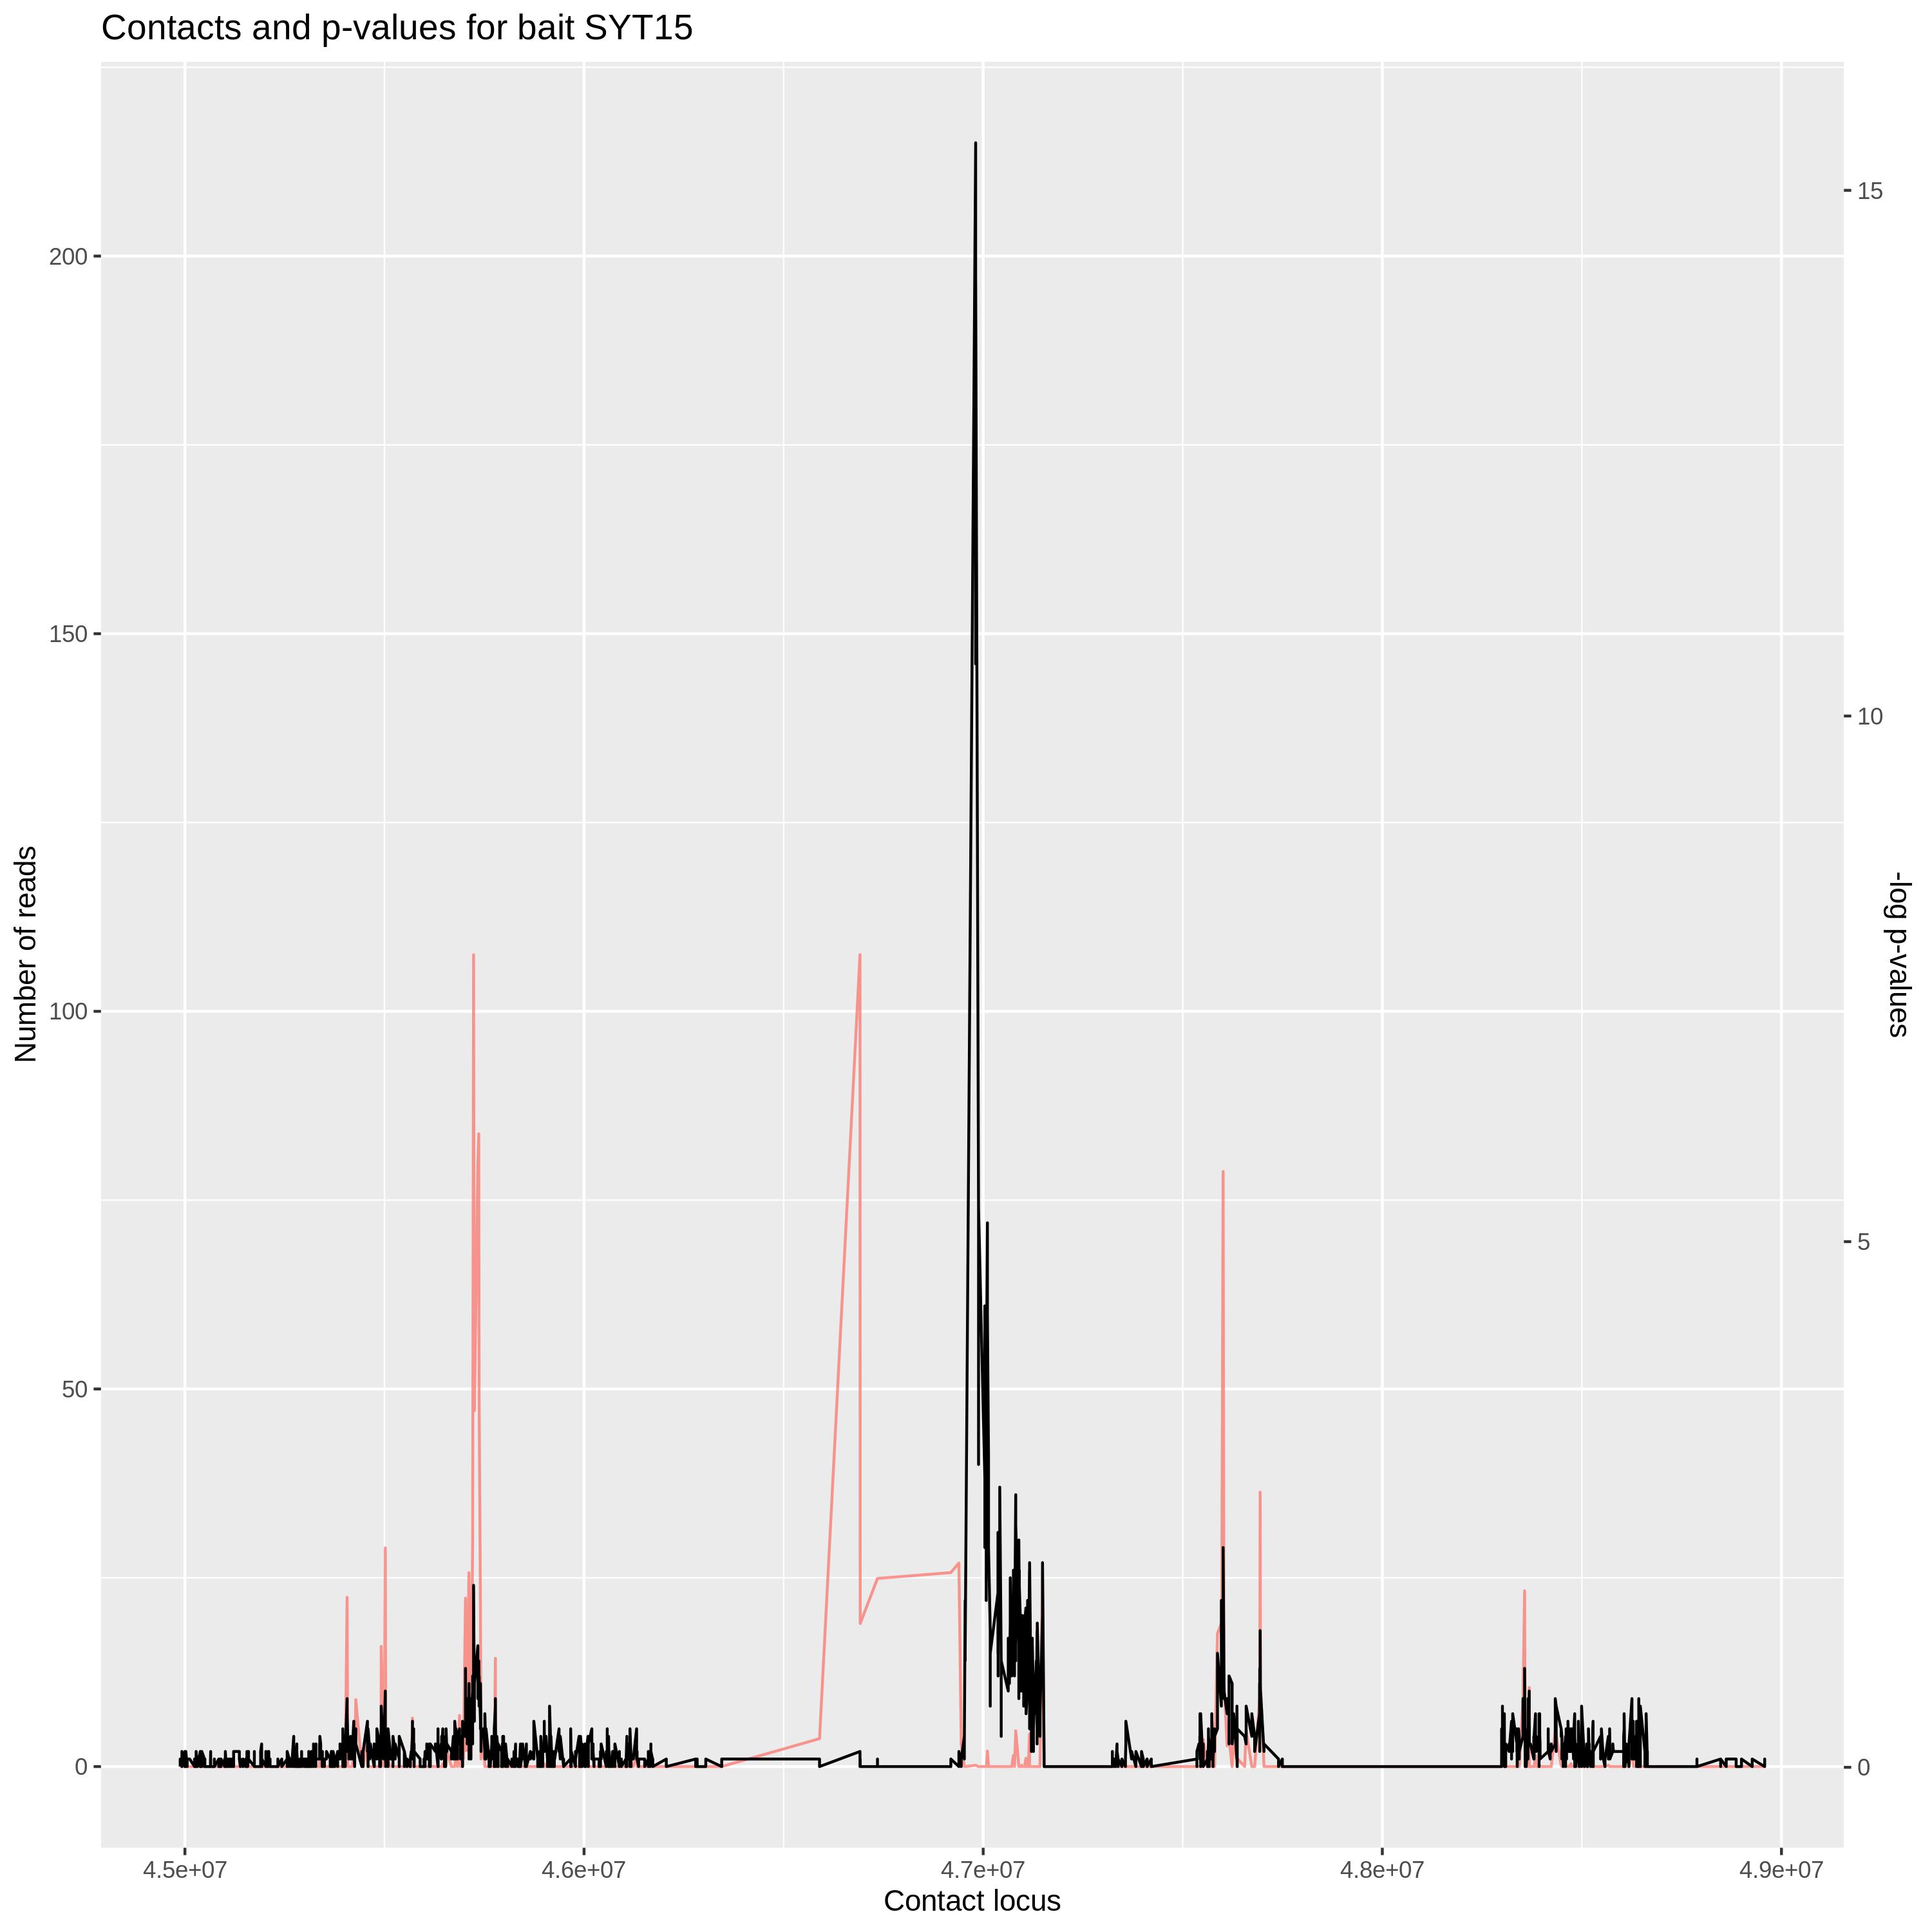 Contacts and p-values for bait SYT15
200
150
100
50
0
Number of reads
15
10
5
0
-log p-values
4.5e+07 4.6e+07 4.7e+07 4.8e+07 4.9e+07
Contact locus